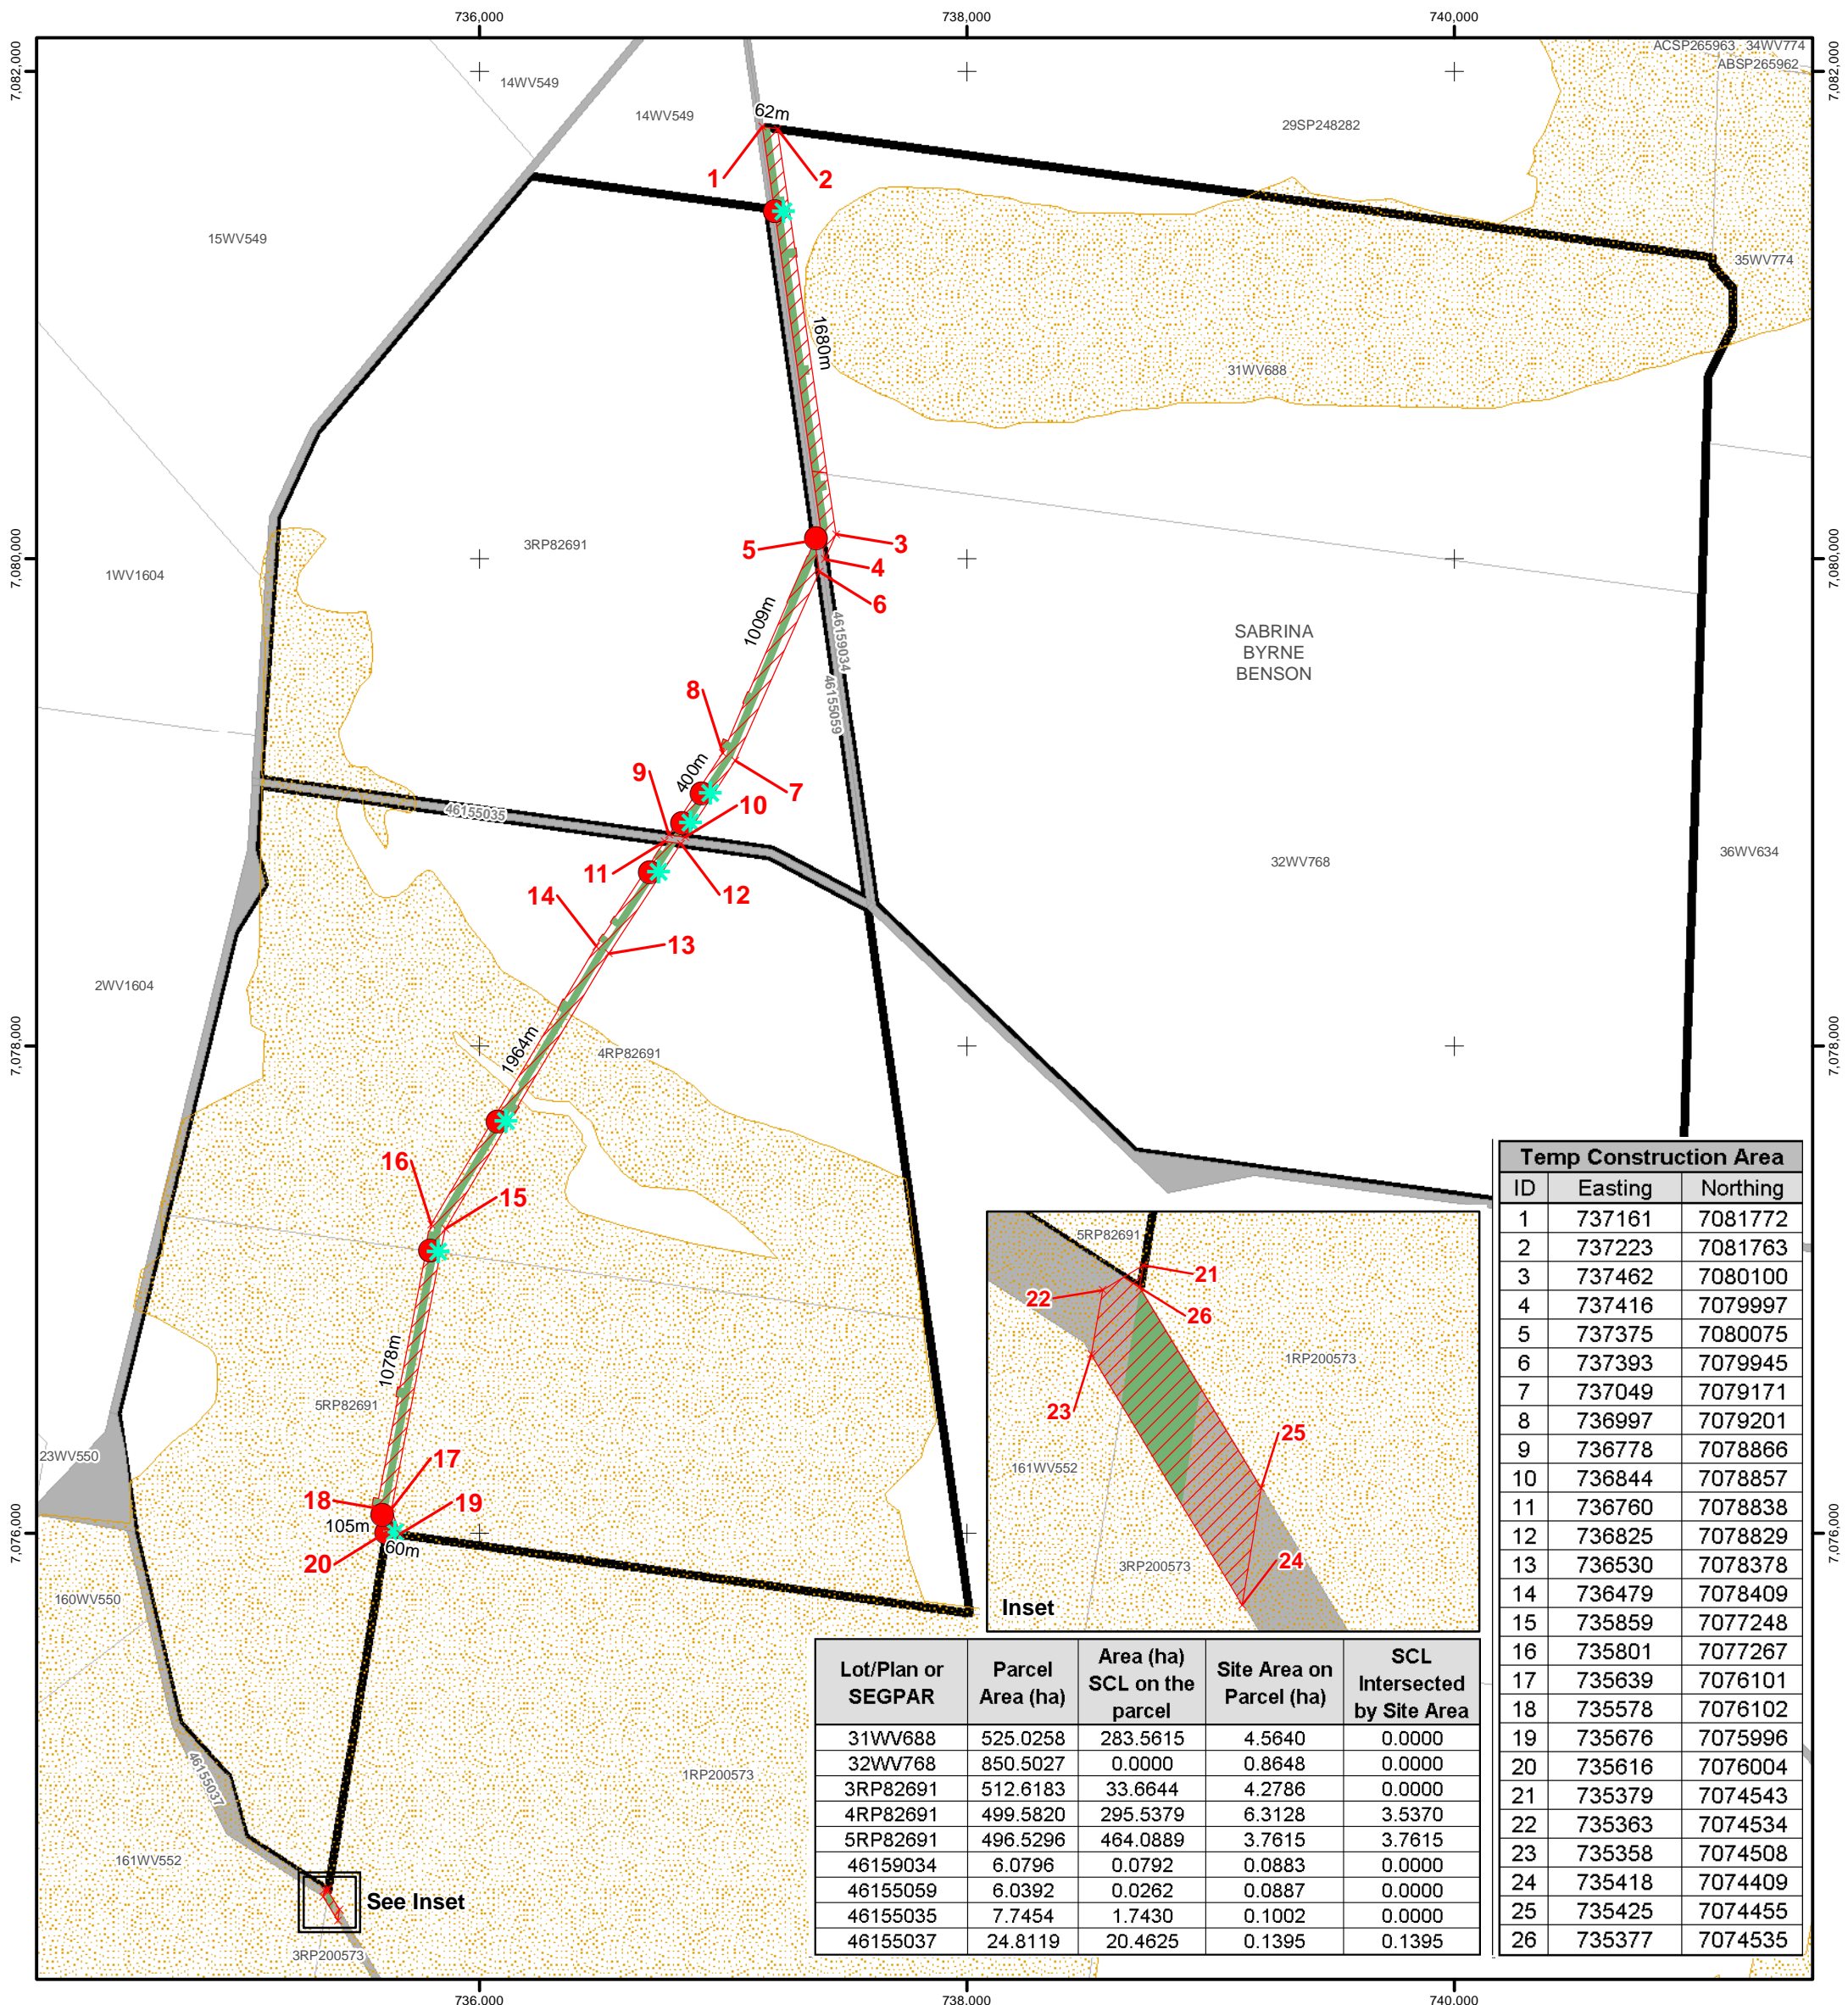 736,000
738,000
740,000
7,082,000
7,082,000
ACSP265963
34WV774
ABSP265962
14WV549
14WV549
62m
29SP248282
1
2
15WV549
35WV774
1680m
31WV688
3RP82691
5
3
4
6
7,080,000
7,080,000
1WV1604
1009m
46159034
46155059
SABRINA
BYRNE
BENSON
8
400m
9
7
10
46155035
11
12
32WV768
36WV634
14
13
2WV1604
7,078,000
7,078,000
1964m
4RP82691
16
15
1078m
5RP82691
23WV550
17
18
19
105m
60m
20
7,076,000
7,076,000
160WV550
1RP200573
46155037
161WV552
See Inset
3RP200573
5RP82691
21
22
26
1RP200573
23
25
161WV552
24
3RP200573
Inset
Temp Construction Area
ID Easting Northing
1 737161 7081772
2 737223 7081763
3 737462 7080100
4 737416 7079997
5 737375 7080075
6 737393 7079945
7 737049 7079171
8 736997 7079201
9 736778 7078866
10 736844 7078857
11 736760 7078838
12 736825 7078829
13 736530 7078378
14 736479 7078409
15 735859 7077248
16 735801 7077267
17 735639 7076101
18 735578 7076102
19 735676 7075996
20 735616 7076004
21 735379 7074543
22 735363 7074534
23 735358 7074508
24 735418 7074409
25 735425 7074455
26 735377 7074535
Lot/Plan or SEGPAR Parcel Area (ha) Area (ha) SCL on the parcel Site Area on Parcel (ha) SCL Intersected by Site Area
31WV688 525.0258 283.5615 4.5640 0.0000
32WV768 850.5027 0.0000 0.8648 0.0000
3RP82691 512.6183 33.6644 4.2786 0.0000
4RP82691 499.5820 295.5379 6.3128 3.5370
5RP82691 496.5296 464.0889 3.7615 3.7615
46159034 6.0796 0.0792 0.0883 0.0000
46155059 6.0392 0.0262 0.0887 0.0000
46155035 7.7454 1.7430 0.1002 0.0000
46155037 24.8119 20.4625 0.1395 0.1395
736,000
738,000
740,000